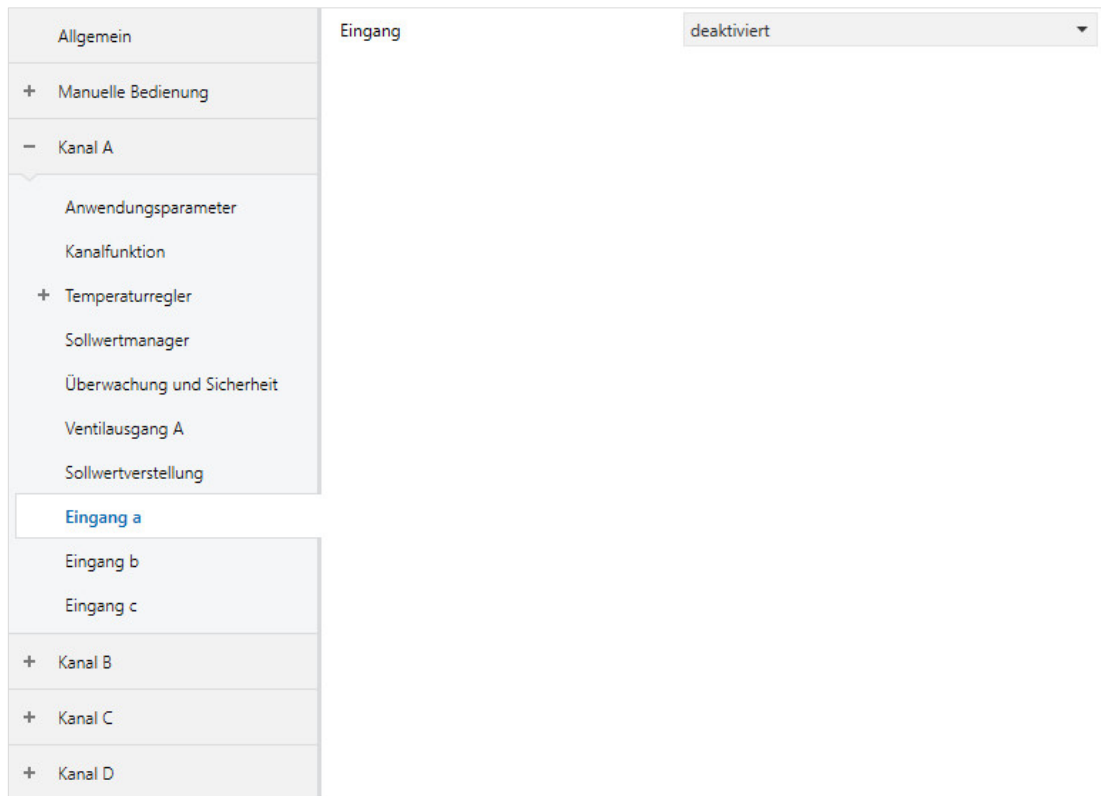 Allgemein
+ Manuelle Bedienung
− Kanal A
Anwendungsparameter
Kanalfunktion
+ Temperaturregler
Sollwertmanager
Überwachung und Sicherheit
Ventilausgang A
Sollwertverstellung
Eingang a
Eingang b
Eingang c
+ Kanal B
+ Kanal C
+ Kanal D
Eingang deaktiviert